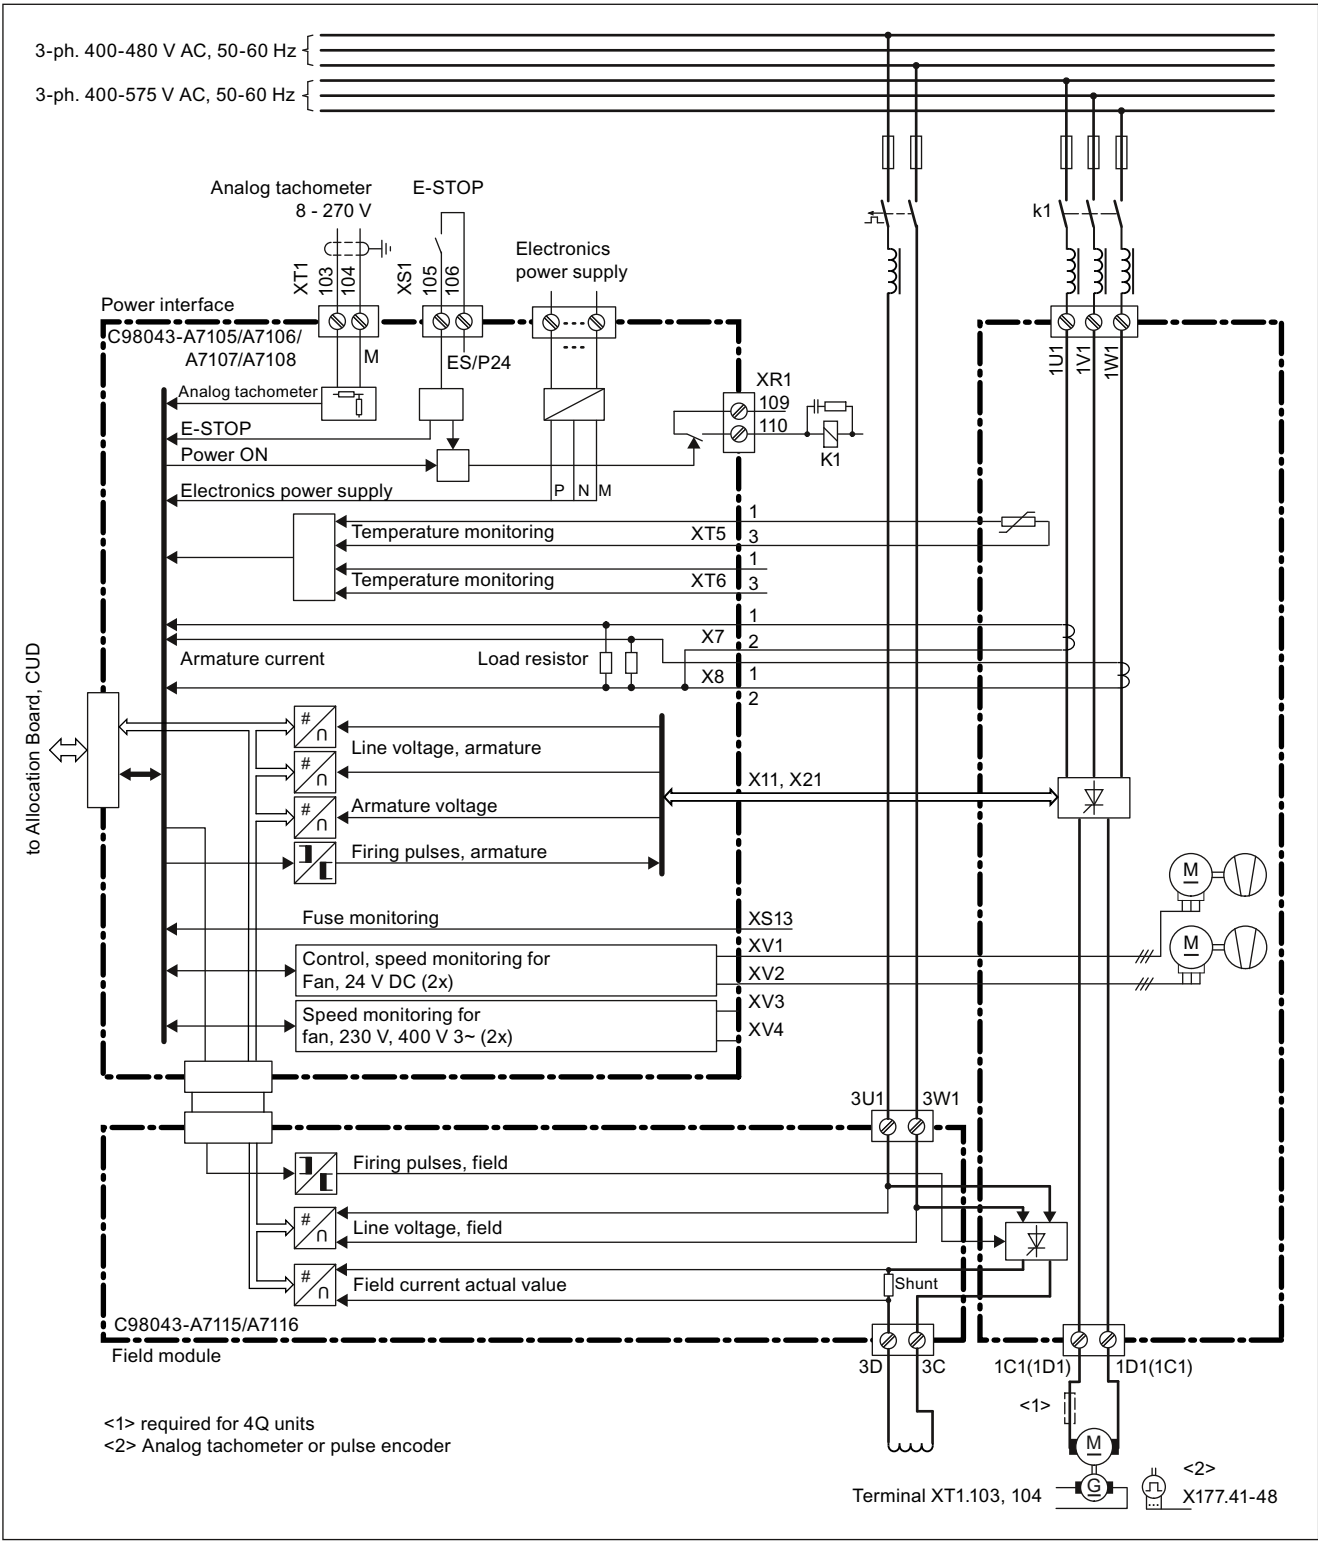 3-ph. 400-480 V AC, 50-60 Hz
3-ph. 400-575 V AC, 50-60 Hz
Analog tachometer
8 - 270 V
E-STOP
k1
Electronics
power supply
XT1
103
104
XS1
105
106
Power interface
C98043-A7105/A7106/
A7107/A7108
M
ES/P24
1U1
1V1
1W1
Analog tachometer
XR1
109
110
K1
E-STOP
Power ON
Electronics power supply
P
N
M
Temperature monitoring
XT5
1
3
Temperature monitoring
XT6
1
3
Armature current
Load resistor
X7
1
2
X8
1
2
to Allocation Board, CUD
#
∩
Line voltage, armature
#
∩
X11, X21
#
∩
Armature voltage
Firing pulses, armature
M
Fuse monitoring
XS13
Control, speed monitoring for
Fan, 24 V DC (2x)
XV1
XV2
M
Speed monitoring for
fan, 230 V, 400 V 3~ (2x)
XV3
XV4
3U1
3W1
Firing pulses, field
#
∩
Line voltage, field
#
∩
Field current actual value
Shunt
C98043-A7115/A7116
Field module
3D
3C
1C1(1D1)
1D1(1C1)
<1>
<1> required for 4Q units
<2> Analog tachometer or pulse encoder
M
G
<2>
Terminal XT1.103, 104
X177.41-48